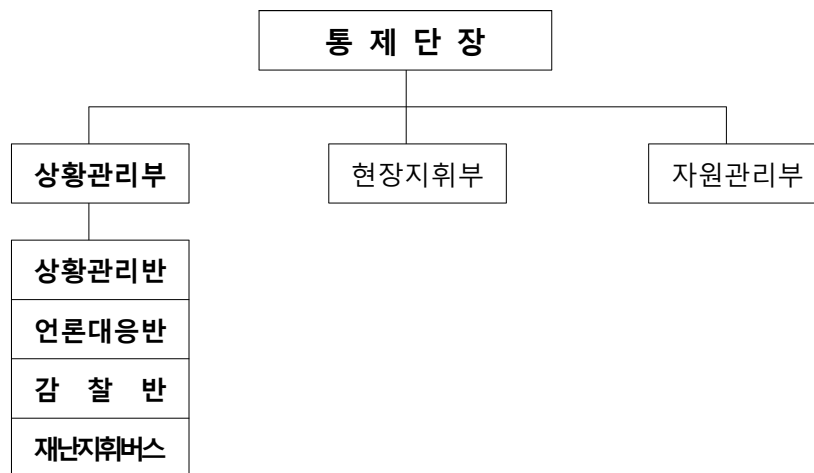 통 제 단 장
상황관리부 현장지휘부 자원관리부
상황관리반
언론대응반
감 찰 반
재난지휘버스